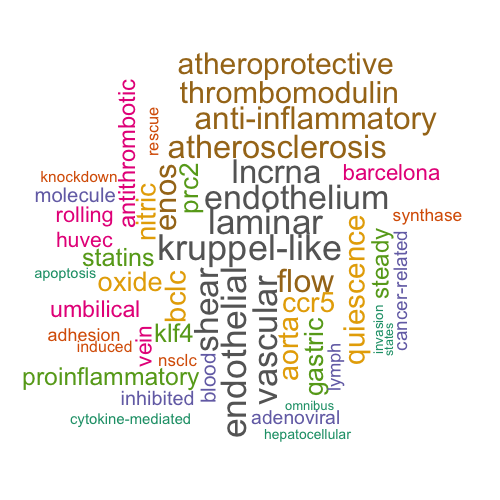 atheroprotective
thrombomodulin
anti-inflammatory
atherosclerosis
antithrombotic
rescue
knockdown
molecule
rolling
huvec
statins
apoptosis
oxide
nitric
enos
prc2
lncrna
barcelona
endothelium
laminar
synthase
kruppel-like
quiescence
steady
cancer-related
flow
bclc
shear
endothelial
vascular
ccr5
aorta
gastric
invasion
states
umbilical
adhesion
induced
vein
klf4
nsclc
blood
lymph
proinflammatory
inhibited
cytokine-mediated
omnibus
adenoviral
hepatocellular